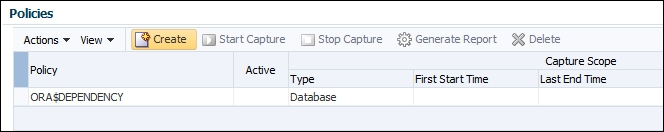 Policies
Actions View Create Start Capture Stop Capture Generate Report Delete
Capture Scope
Policy Active
Type First Start Time Last End Time
ORA$DEPENDENCY Database